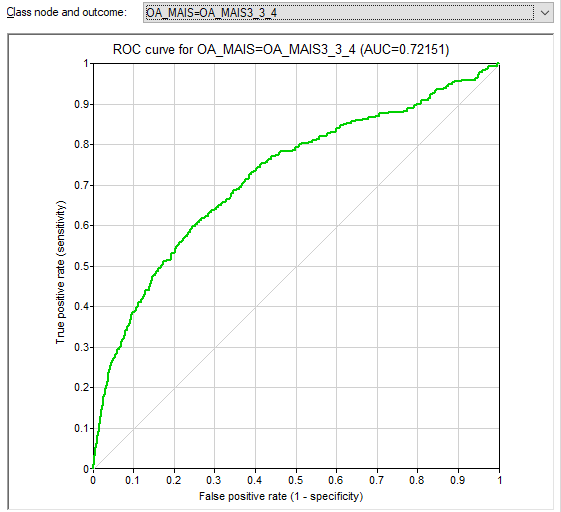 Class node and outcome: OA_MAIS=OA_MAIS3_3_4
ROC curve for OA_MAIS=OA_MAIS3_3_4 (AUC=0.72151)
1
0.9
0.8
0.7
0.6
0.5
0.4
0.3
0.2
0.1
0
True positive rate (sensitivity)
0 0.1 0.2 0.3 0.4 0.5 0.6 0.7 0.8 0.9 1
False positive rate (1 - specificity)